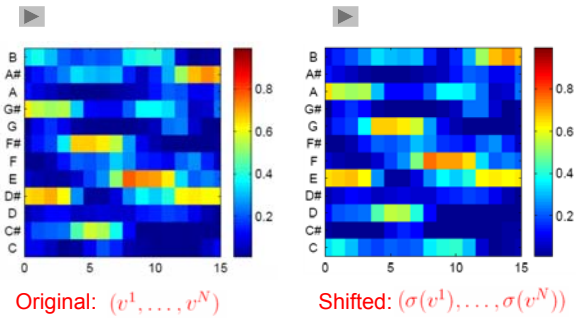 B
A#
A
G#
G
F#
F
E
D#
D
C#
C
0 5 10 15
0.8
0.6
0.4
0.2
Original: (v¹, . . . , vᴺ)
B
A#
A
G#
G
F#
F
E
D#
D
C#
C
0 5 10 15
0.8
0.6
0.4
0.2
Shifted: (σ(v¹), . . . , σ(vᴺ))